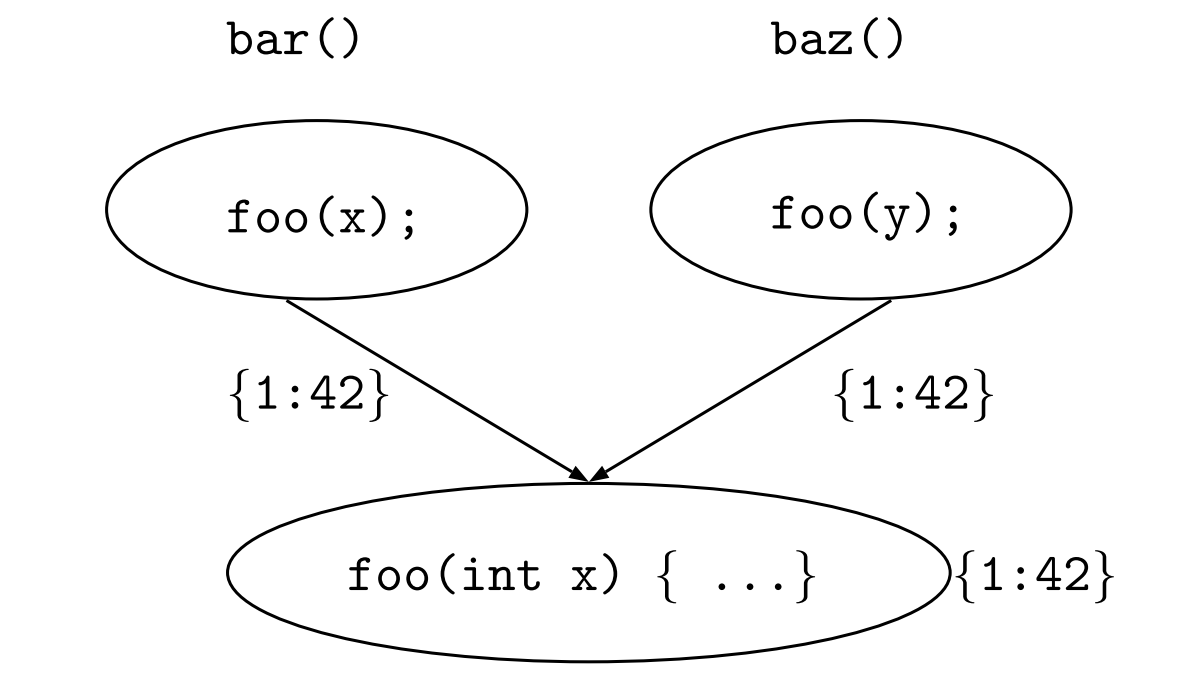 bar()
baz()
foo(x);
foo(y);
{1:42}
{1:42}
foo(int x) { ...}
{1:42}